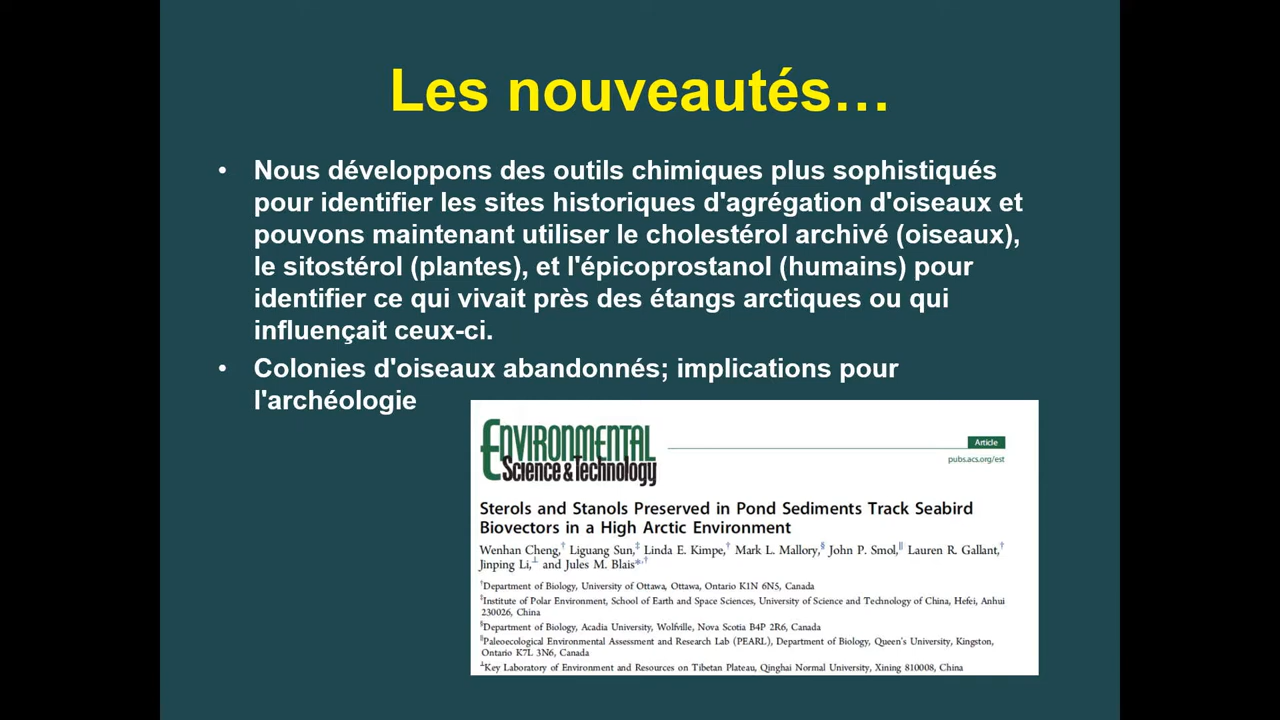 Les nouveautés…
• Nous développons des outils chimiques plus sophistiqués
pour identifier les sites historiques d'agrégation d'oiseaux et
pouvons maintenant utiliser le cholestérol archivé (oiseaux),
le sitostérol (plantes), et l'épicoprostanol (humains) pour
identifier ce qui vivait près des étangs arctiques ou qui
influençait ceux-ci.
• Colonies d'oiseaux abandonnés; implications pour
l'archéologie
ENVIRONMENTAL
Science & Technology
Article
pubs.acs.org/est
Sterols and Stanols Preserved in Pond Sediments Track Seabird
Biovectors in a High Arctic Environment
Wenhan Cheng,† Liguang Sun,‡ Linda E. Kimpe,† Mark L. Mallory,§ John P. Smol,∥ Lauren R. Gallant,†
Jinping Li,⊥ and Jules M. Blais*,†
†Department of Biology, University of Ottawa, Ottawa, Ontario K1N 6N5, Canada
‡Institute of Polar Environment, School of Earth and Space Sciences, University of Science and Technology of China, Hefei, Anhui
230026, China
§Department of Biology, Acadia University, Wolfville, Nova Scotia B4P 2R6, Canada
∥Paleoecological Environmental Assessment and Research Lab (PEARL), Department of Biology, Queen's University, Kingston,
Ontario K7L 3N6, Canada
⊥Key Laboratory of Environment and Resources on Tibetan Plateau, Qinghai Normal University, Xining 810008, China